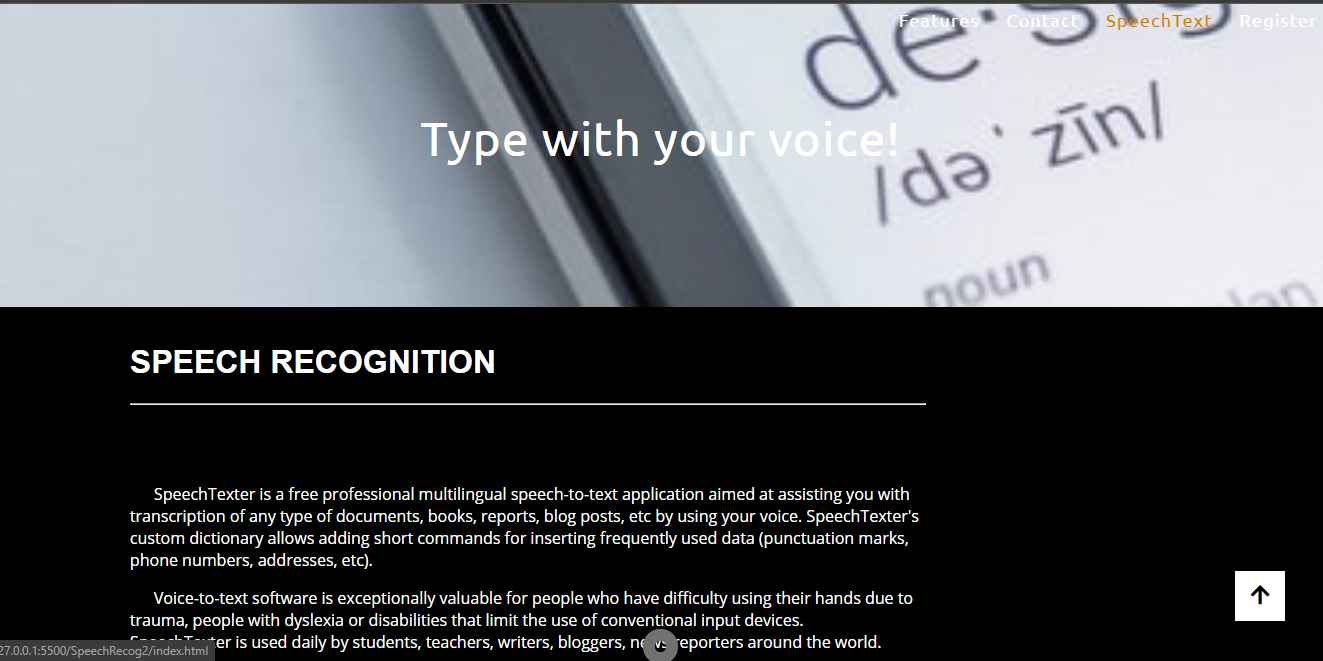 Features Contact SpeechText Register
de·sig
/dəˈ zīn/
noun
plan
Type with your voice!
SPEECH RECOGNITION
SpeechTexter is a free professional multilingual speech-to-text application aimed at assisting you with
transcription of any type of documents, books, reports, blog posts, etc by using your voice. SpeechTexter's
custom dictionary allows adding short commands for inserting frequently used data (punctuation marks,
phone numbers, addresses, etc).
Voice-to-text software is exceptionally valuable for people who have difficulty using their hands due to
trauma, people with dyslexia or disabilities that limit the use of conventional input devices.
SpeechTexter is used daily by students, teachers, writers, bloggers, news reporters around the world.
27.0.0.1:5500/SpeechRecog2/index.html